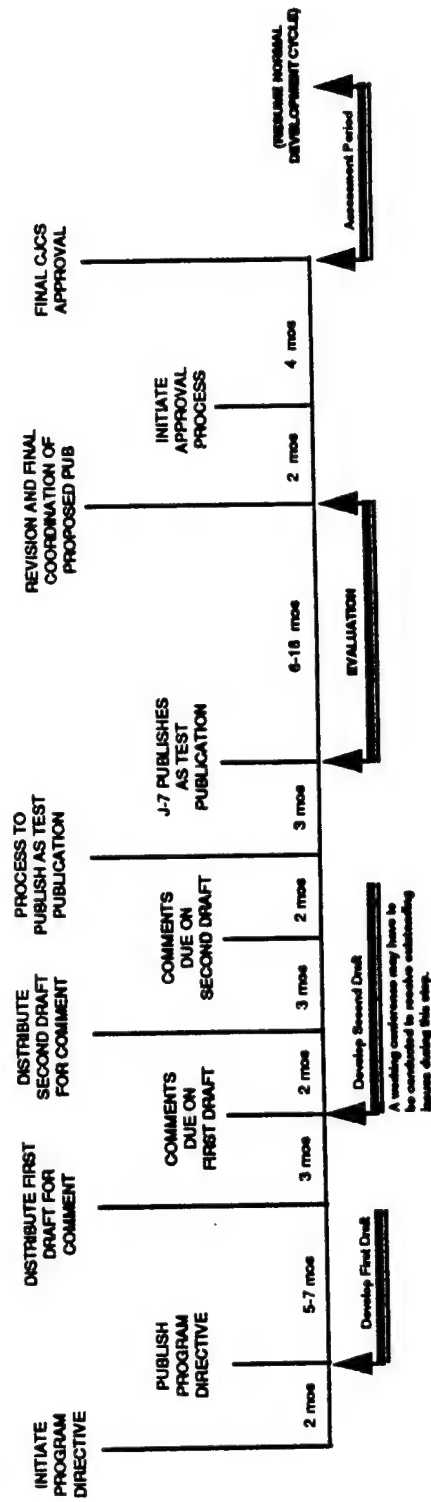 INITIATE
PROGRAM
DIRECTIVE
2 mos
PUBLISH
PROGRAM
DIRECTIVE
5-7 mos
Develop First Draft
DISTRIBUTE FIRST
DRAFT FOR
COMMENT
3 mos
COMMENTS
DUE ON
FIRST DRAFT
2 mos
Develop Second Draft
A working conference may have to
be conducted to resolve outstanding
issues during this step.
DISTRIBUTE
SECOND DRAFT
FOR COMMENT
3 mos
COMMENTS
DUE ON
SECOND DRAFT
2 mos
PROCESS TO
PUBLISH AS TEST
PUBLICATION
3 mos
J-7 PUBLISHES
AS TEST
PUBLICATION
6-18 mos
EVALUATION
REVISION AND FINAL
COORDINATION OF
PROPOSED PUB
2 mos
INITIATE
APPROVAL
PROCESS
4 mos
FINAL CJCS
APPROVAL
Assessment Period
(RESUME NORMAL
DEVELOPMENT CYCLE)